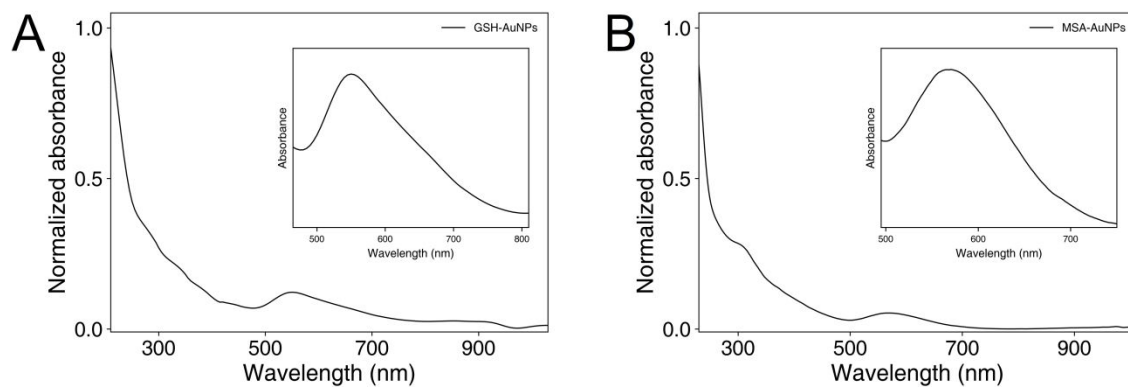 A
Normalized absorbance
1.0
0.5
0.0
300
500
700
900
Wavelength (nm)
GSH-AuNPs
Absorbance
500
600
700
800
Wavelength (nm)
B
Normalized absorbance
1.0
0.5
0.0
300
500
700
900
Wavelength (nm)
MSA-AuNPs
Absorbance
500
600
700
Wavelength (nm)